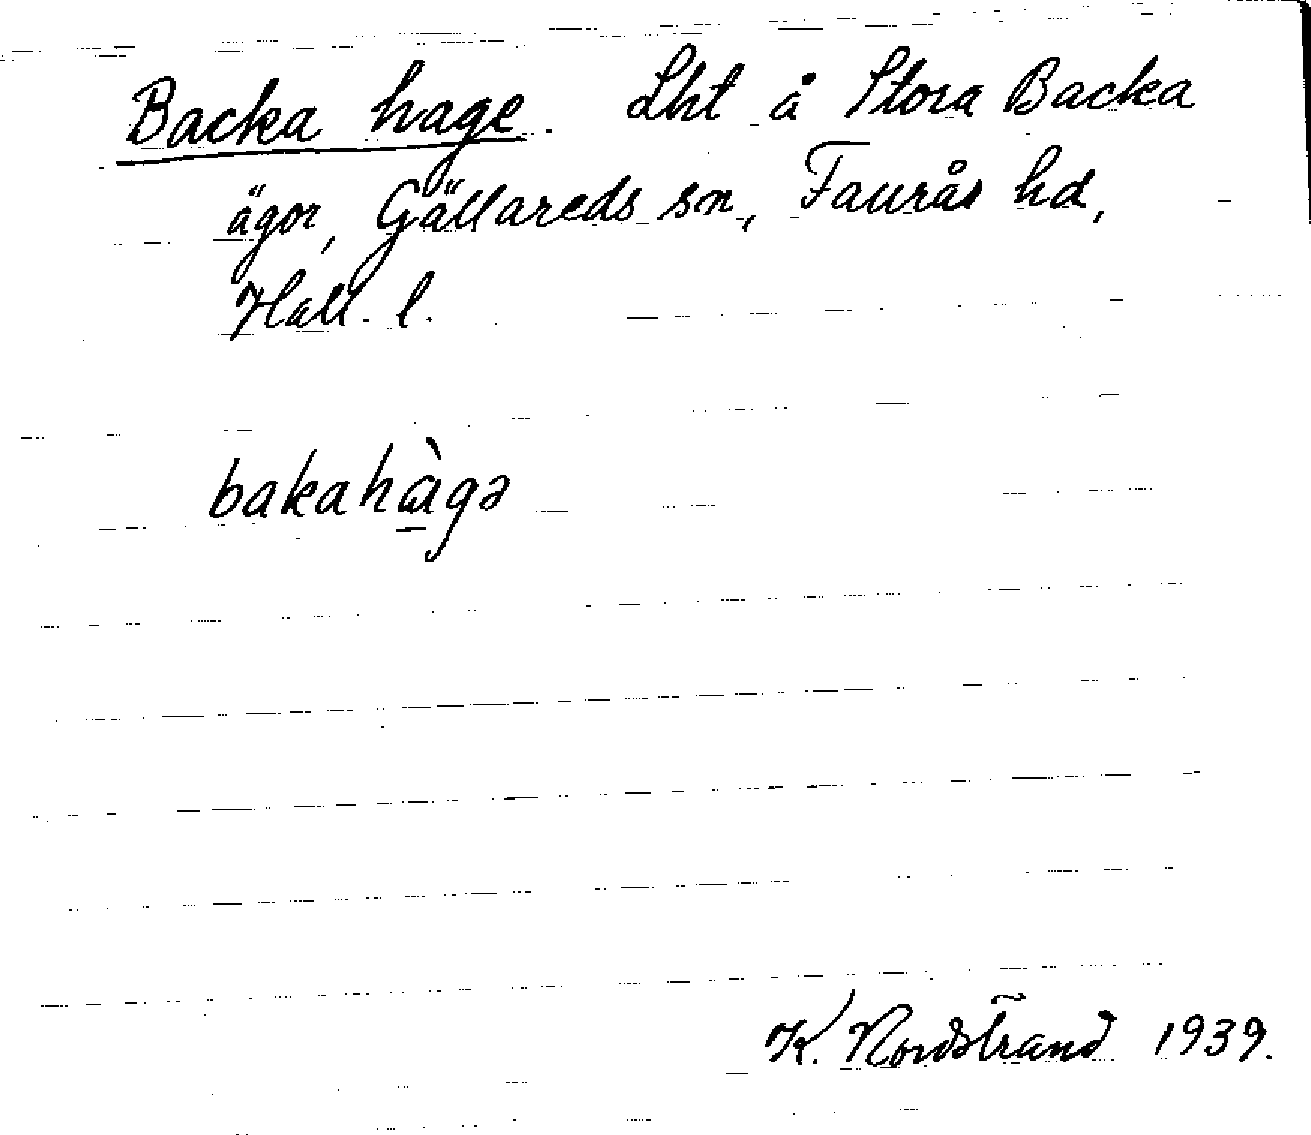 Backa hage. Lht å Stora Backa
ägor, Gällareds sn, Faurås hd,
Hall. l.
bakahàgə
K. Nordstrand 1939.